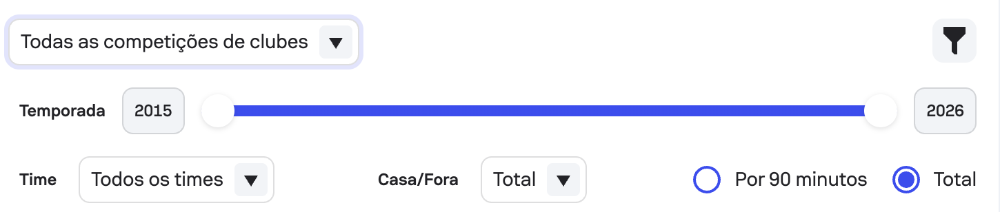 Todas as competições de clubes
Temporada 2015 2026
Time Todos os times Casa/Fora Total Por 90 minutos Total